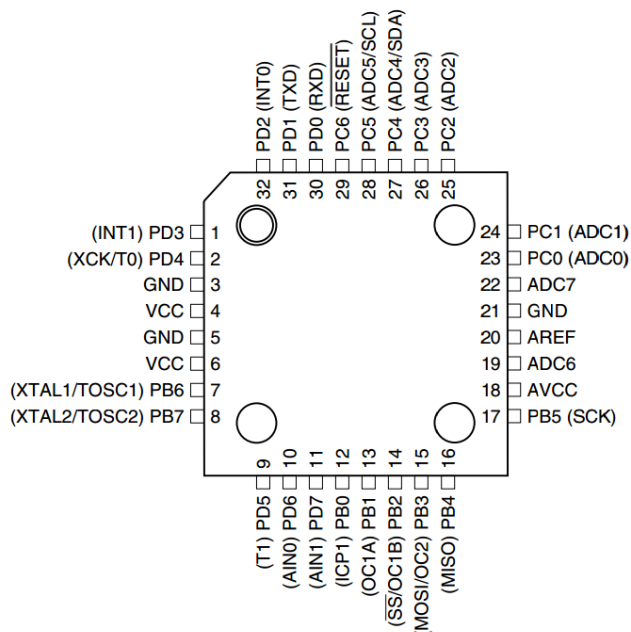 PD2 (INT0)
PD1 (TXD)
PD0 (RXD)
PC6 (RESET)
PC5 (ADC5/SCL)
PC4 (ADC4/SDA)
PC3 (ADC3)
PC2 (ADC2)
32 31 30 29 28 27 26 25
(INT1) PD3 1
(XCK/T0) PD4 2
GND 3
VCC 4
GND 5
VCC 6
(XTAL1/TOSC1) PB6 7
(XTAL2/TOSC2) PB7 8
24 PC1 (ADC1)
23 PC0 (ADC0)
22 ADC7
21 GND
20 AREF
19 ADC6
18 AVCC
17 PB5 (SCK)
9 10 11 12 13 14 15 16
(T1) PD5
(AIN0) PD6
(AIN1) PD7
(ICP1) PB0
(OC1A) PB1
(SS/OC1B) PB2
(MOSI/OC2) PB3
(MISO) PB4